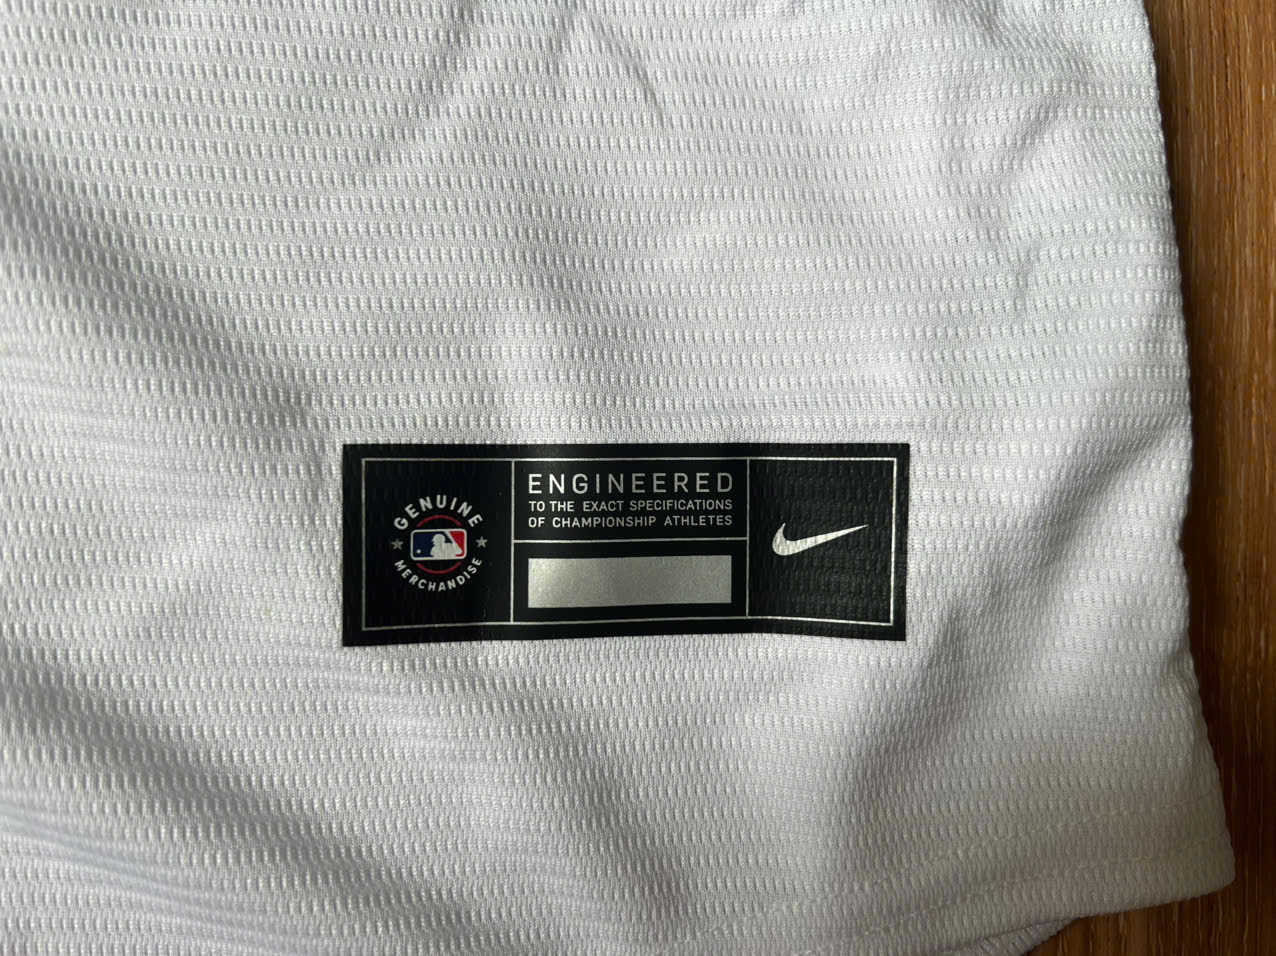 GENUINE
MERCHANDISE
ENGINEERED
TO THE EXACT SPECIFICATIONS
OF CHAMPIONSHIP ATHLETES